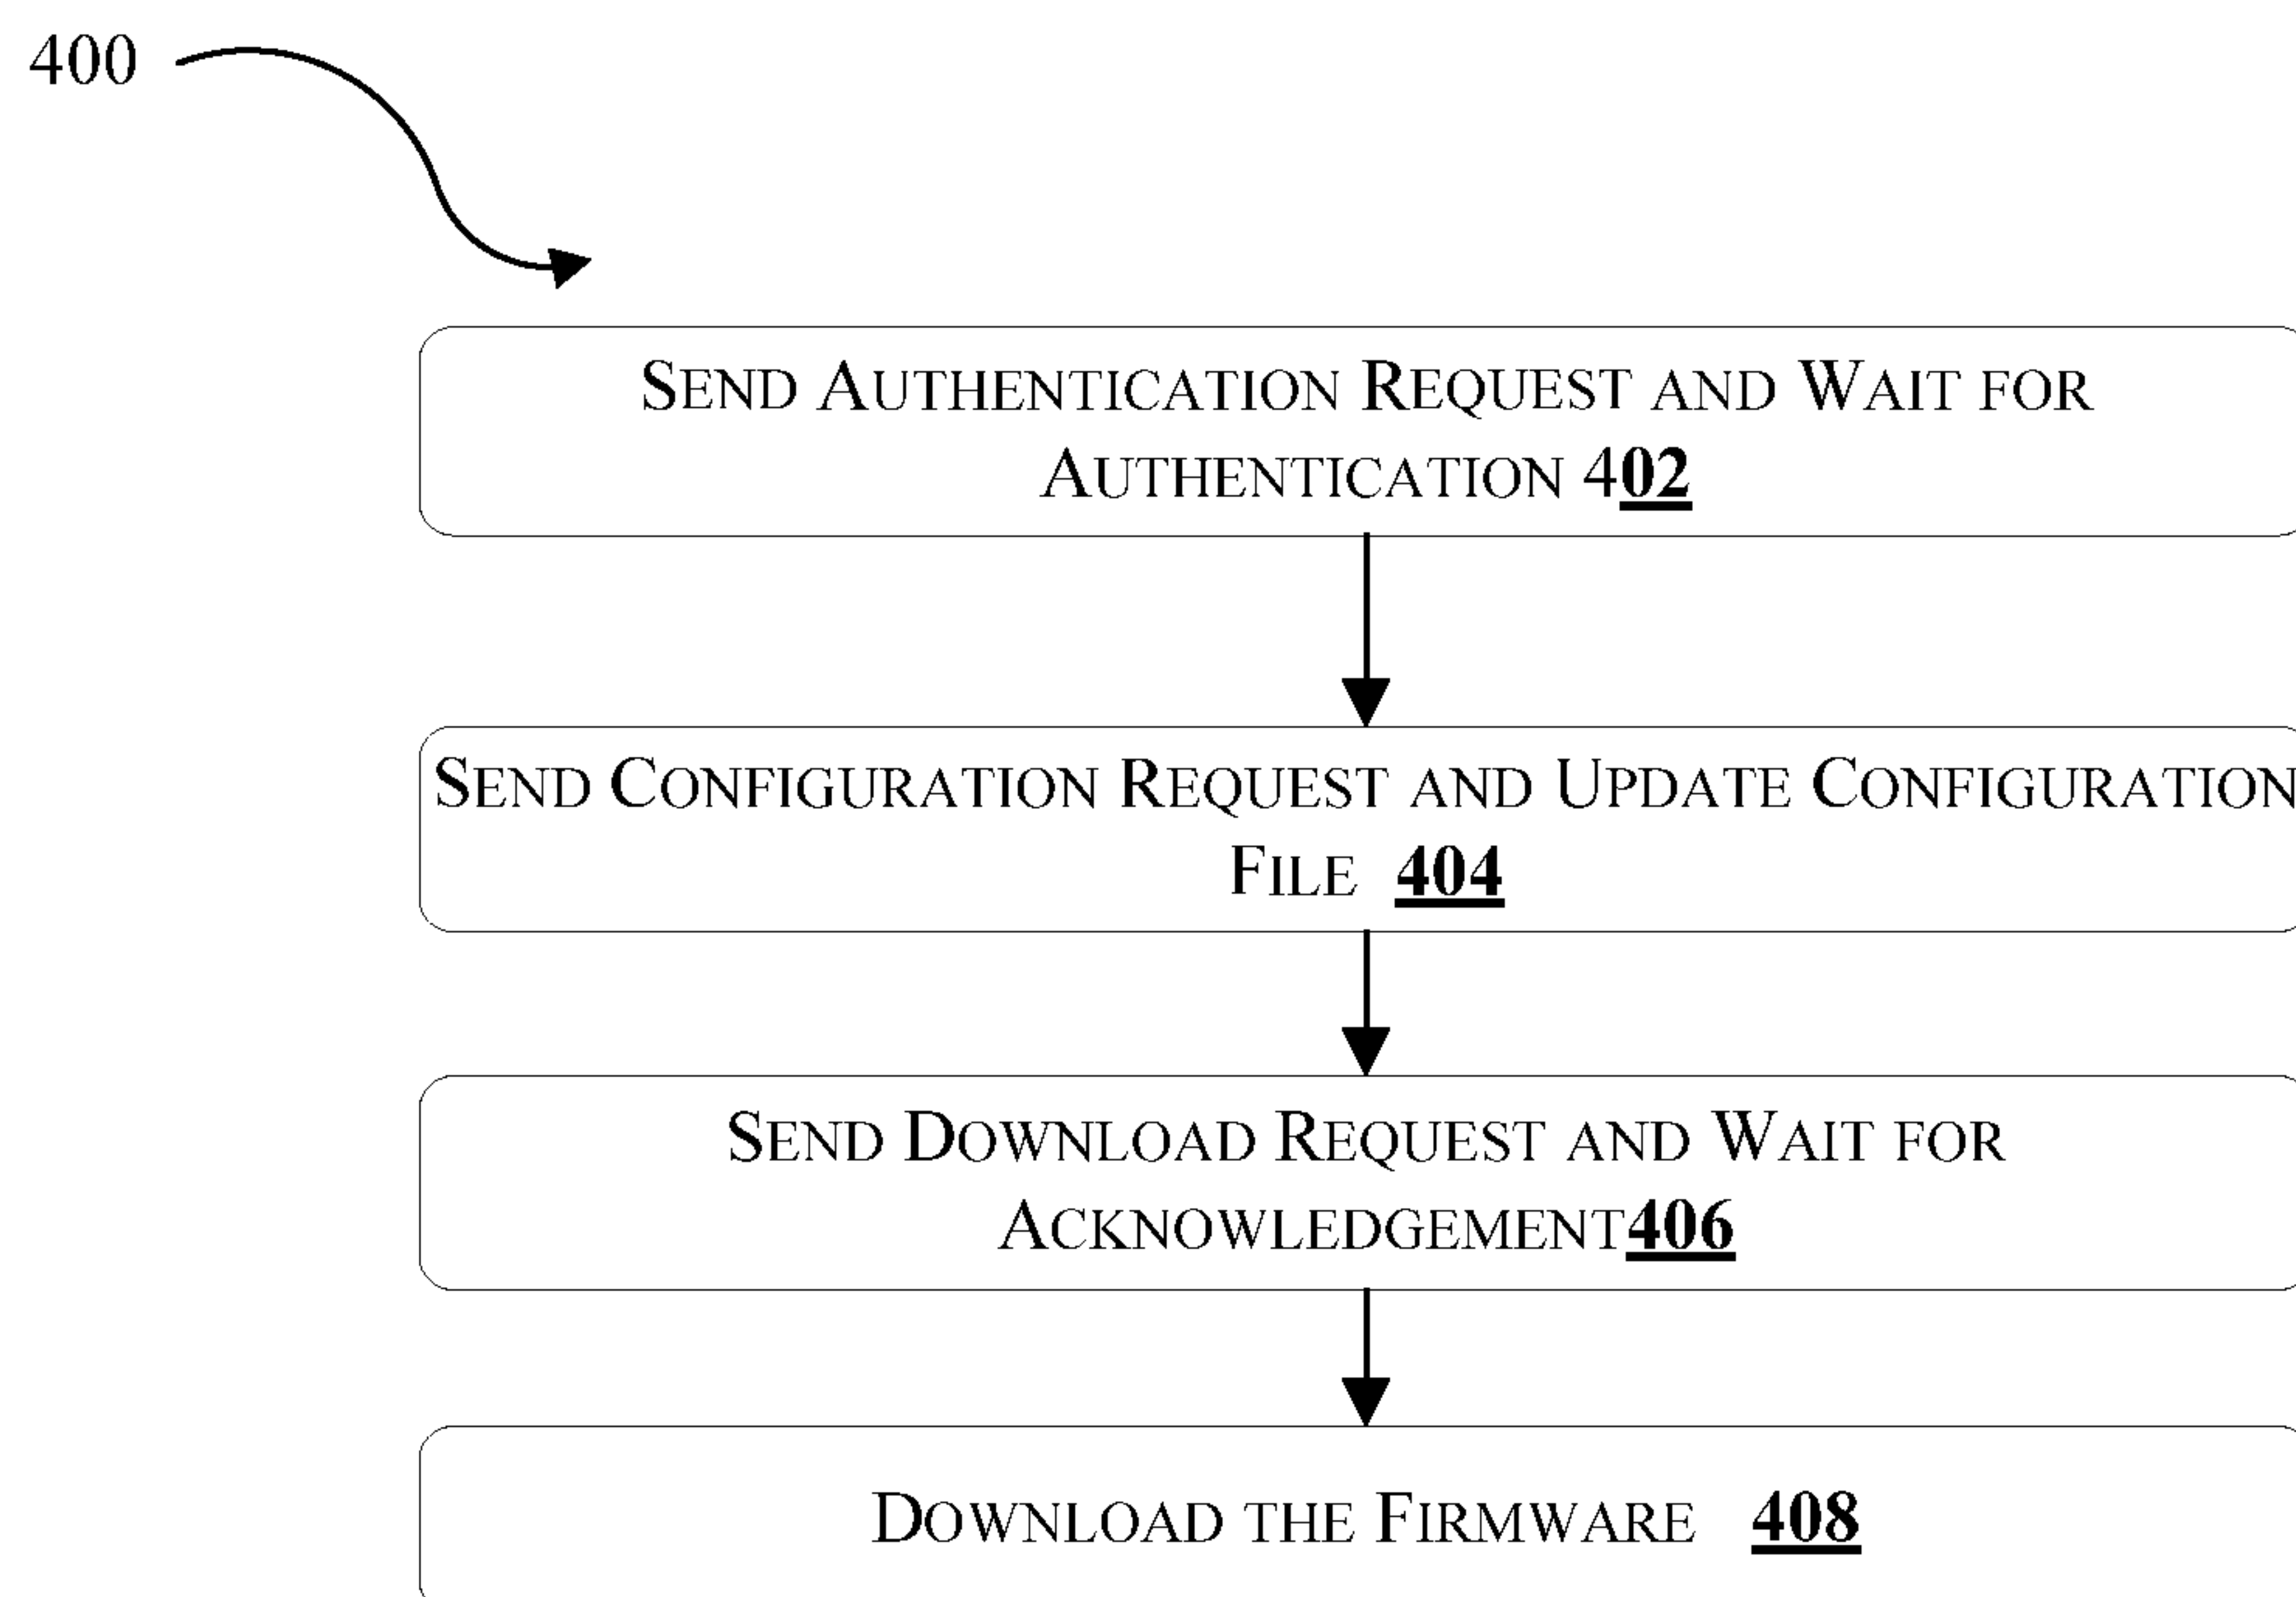 400
SEND AUTHENTICATION REQUEST AND WAIT FOR
AUTHENTICATION 402
SEND CONFIGURATION REQUEST AND UPDATE CONFIGURATION
FILE 404
SEND DOWNLOAD REQUEST AND WAIT FOR
ACKNOWLEDGEMENT406
DOWNLOAD THE FIRMWARE 408